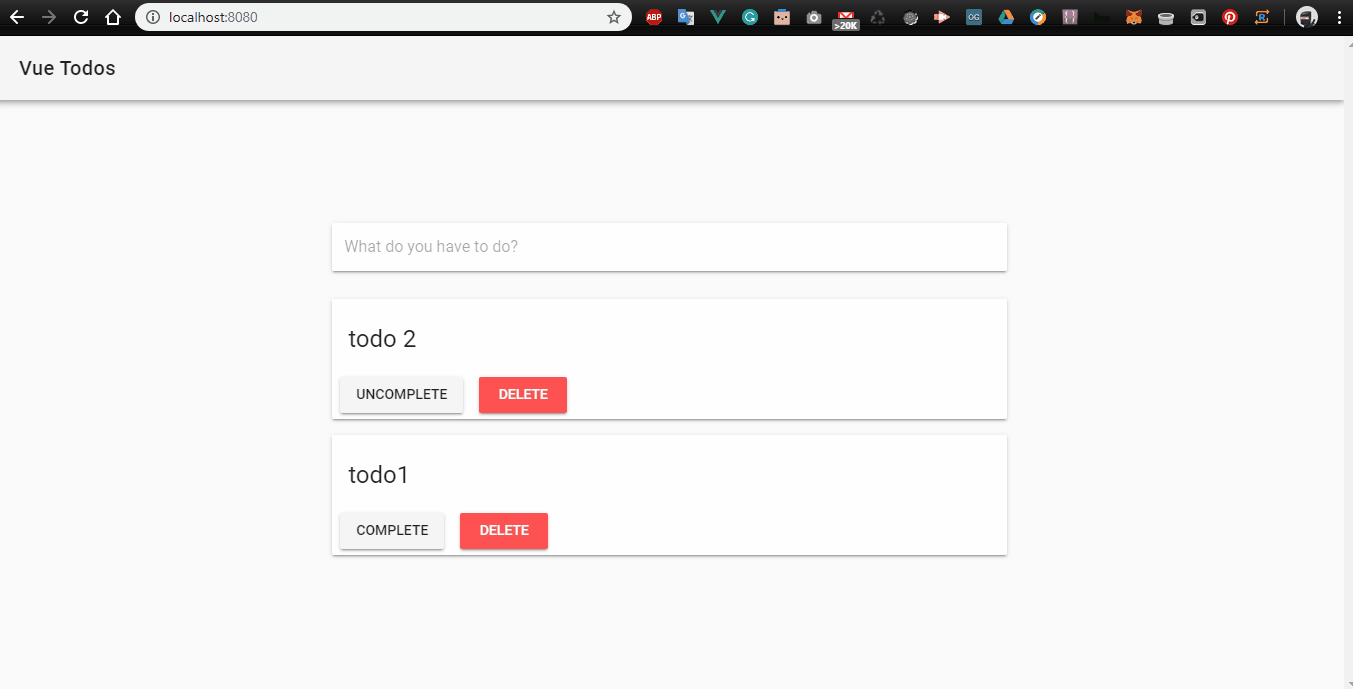 localhost:8080
ABP
G
>20K
OG
R
Vue Todos
What do you have to do?
todo 2
UNCOMPLETE DELETE
todo1
COMPLETE DELETE